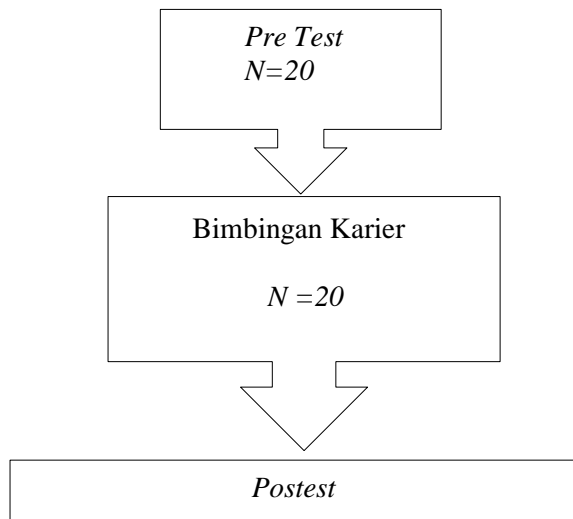 Pre Test
N=20
Bimbingan Karier
N =20
Postest